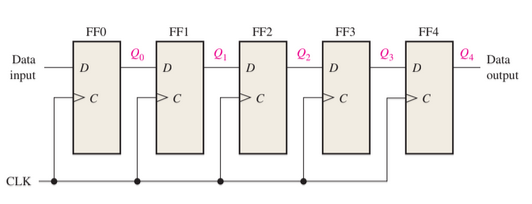 FF0 FF1 FF2 FF3 FF4
Q0 Q1 Q2 Q3 Q4
Data input
D D D D D
Data output
C C C C C
CLK